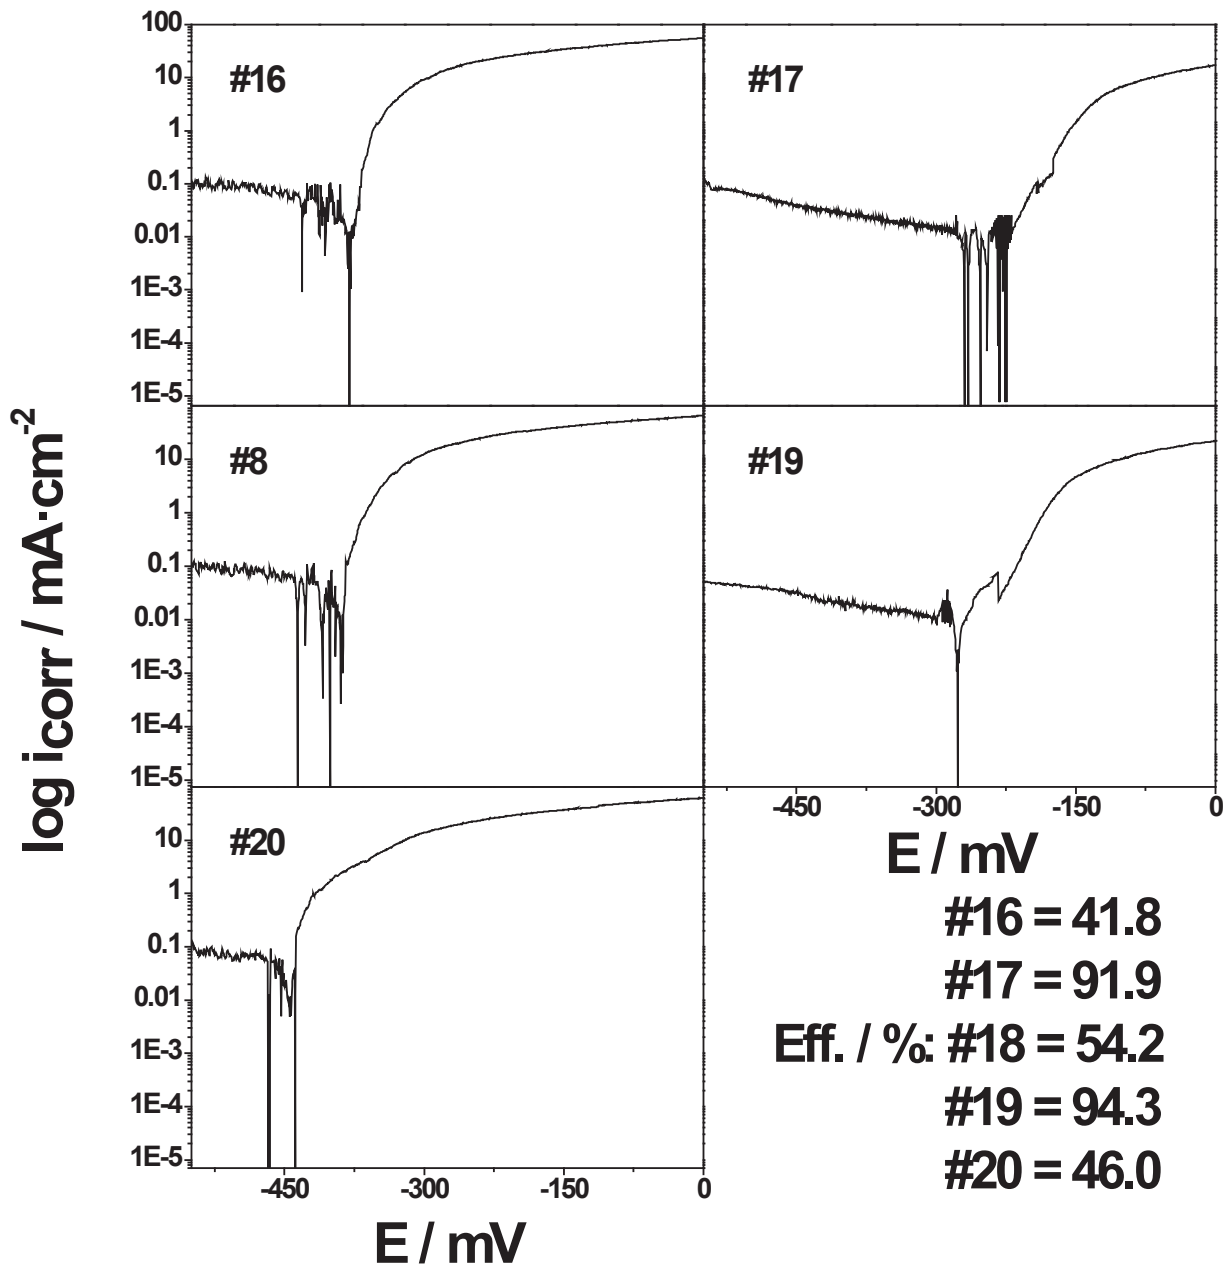 log icorr / mA·cm-2
100
10
1
0.1
0.01
1E-3
1E-4
1E-5
#16
#17
10
1
0.1
0.01
1E-3
1E-4
1E-5
#8
#19
-450
-300
-150
0
E / mV
10
1
0.1
0.01
1E-3
1E-4
1E-5
#20
-450
-300
-150
0
E / mV
#16 = 41.8
#17 = 91.9
Eff. / %: #18 = 54.2
#19 = 94.3
#20 = 46.0